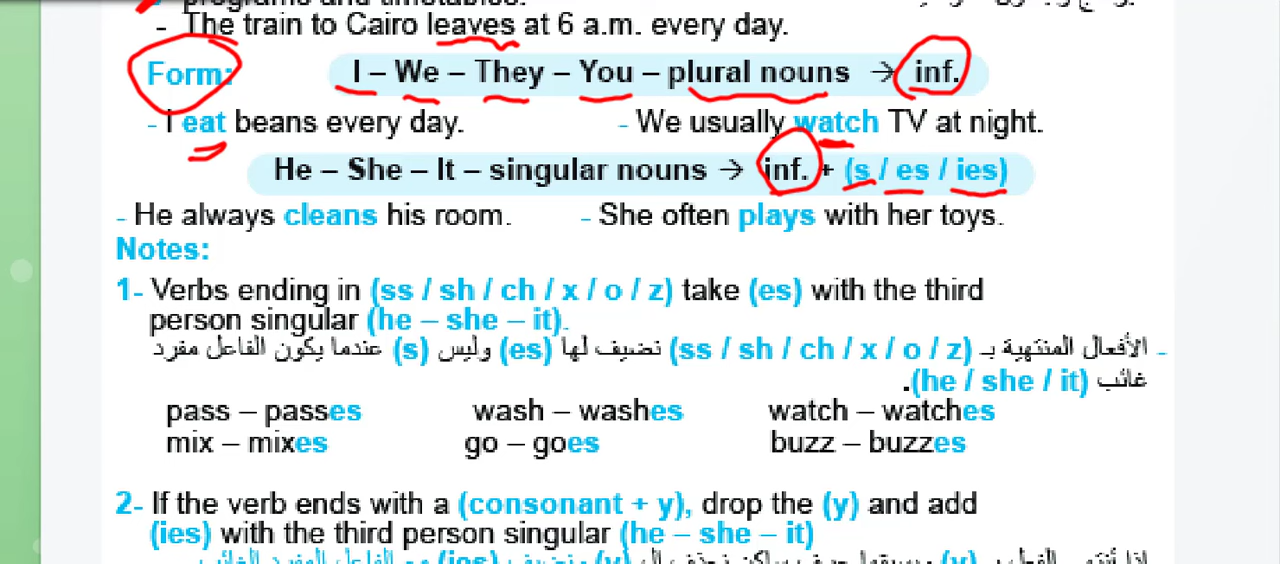 programs and timetables.
- The train to Cairo leaves at 6 a.m. every day.
Form: I – We – They – You – plural nouns → inf.
- I eat beans every day. - We usually watch TV at night.
He – She – It – singular nouns → inf. + (s / es / ies)
- He always cleans his room. - She often plays with her toys.
Notes:
1- Verbs ending in (ss / sh / ch / x / o / z) take (es) with the third
person singular (he – she – it).
- الأفعال المنتهية بـ (ss / sh / ch / x / o / z) نضيف لها (es) وليس (s) عندما يكون الفاعل مفرد
غائب (he / she / it).
pass – passes wash – washes watch – watches
mix – mixes go – goes buzz – buzzes
2- If the verb ends with a (consonant + y), drop the (y) and add
(ies) with the third person singular (he – she – it)
(y) (y) (ies)